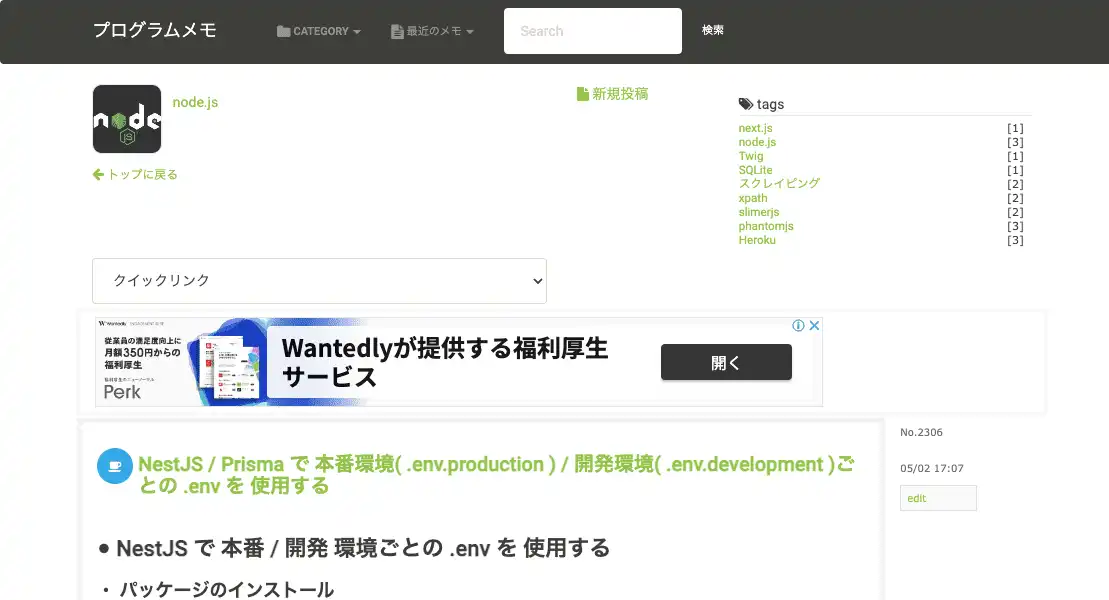 プログラムメモ
CATEGORY
最近のメモ
Search
検索
node
JS
node.js
新規投稿
トップに戻る
tags
next.js [1]
node.js [3]
Twig [1]
SQLite [1]
スクレイピング [2]
xpath [2]
slimerjs [2]
phantomjs [3]
Heroku [3]
クイックリンク
Wantedly
従業員の満足度向上に
月額350円からの
福利厚生
Perk
Wantedlyが提供する福利厚生
サービス
開く
No.2306
05/02 17:07
edit
NestJS / Prisma で 本番環境( .env.production ) / 開発環境( .env.development )ご
との .env を 使用する
● NestJS で 本番 / 開発 環境ごとの .env を 使用する
・ パッケージのインストール